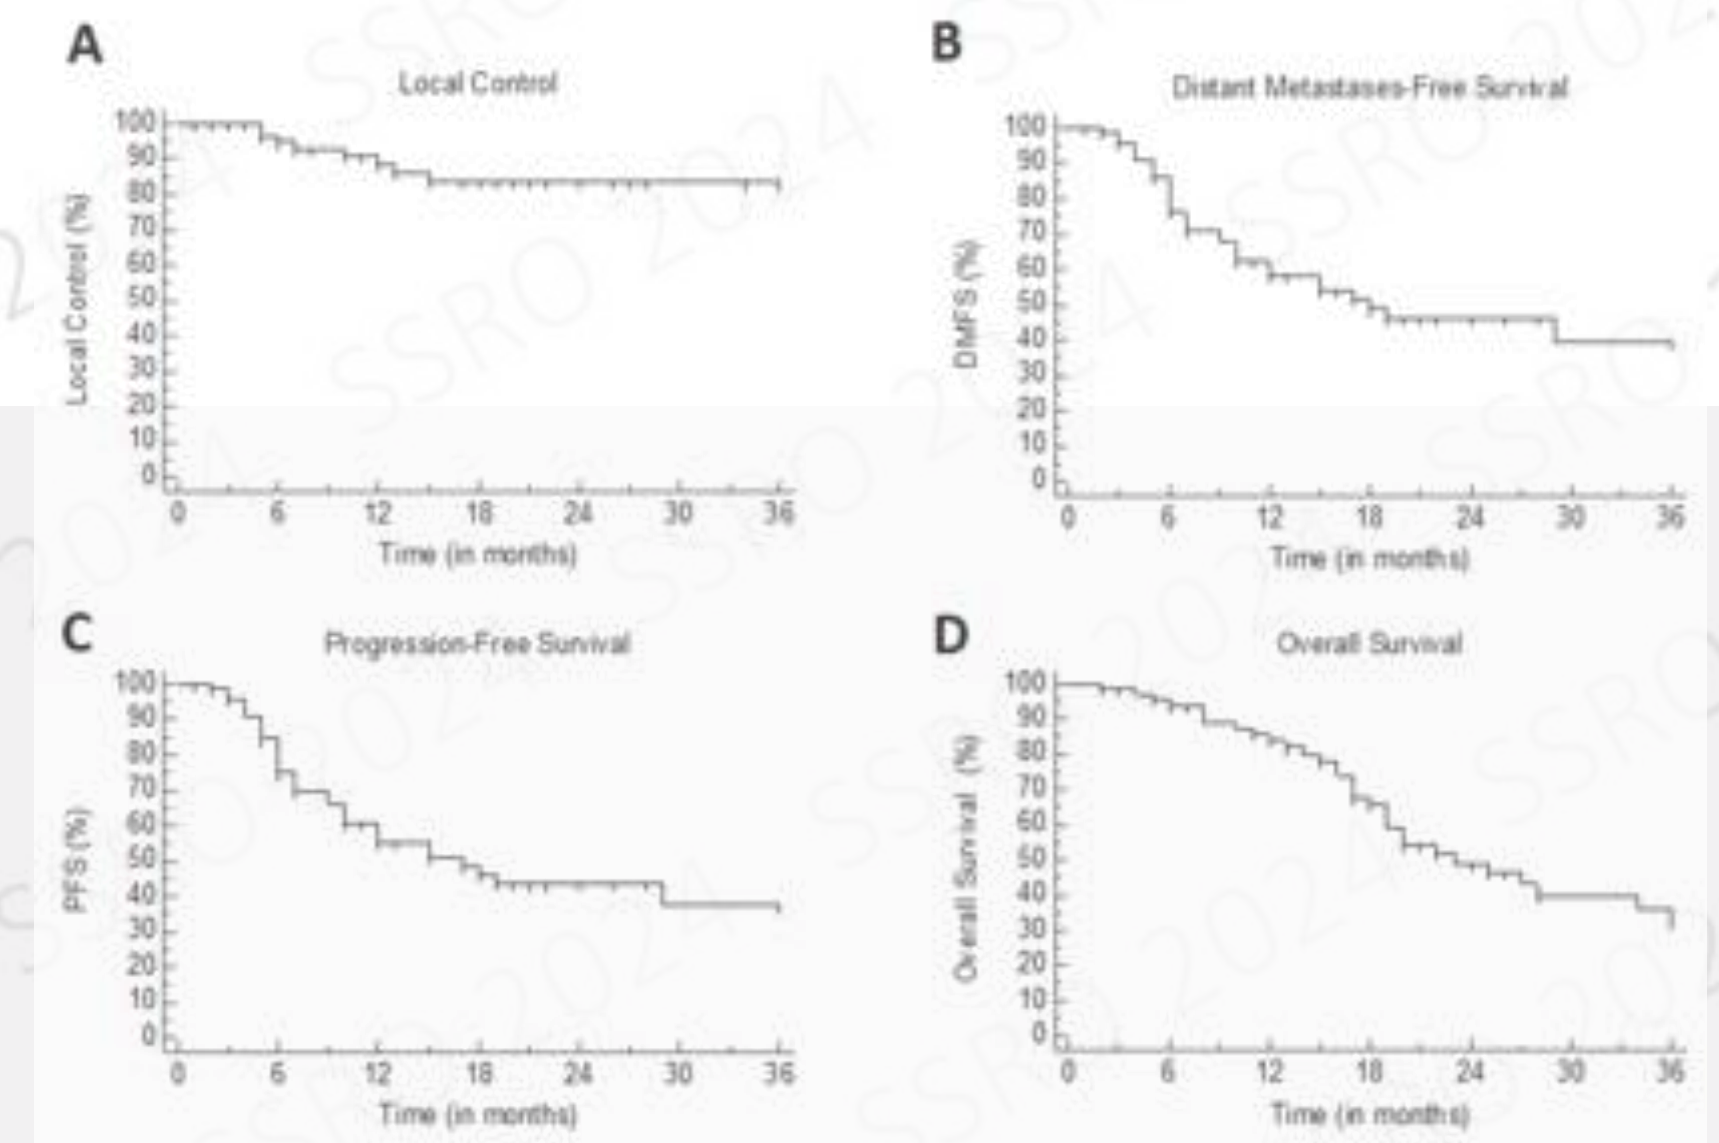 A
Local Control
Local Control (%)
100
90
80
70
60
50
40
30
20
10
0
0 6 12 18 24 30 36
Time (in months)
B
Distant Metastases-Free Survival
DMFS (%)
100
90
80
70
60
50
40
30
20
10
0
0 6 12 18 24 30 36
Time (in months)
C
Progression-Free Survival
PFS (%)
100
90
80
70
60
50
40
30
20
10
0
0 6 12 18 24 30 36
Time (in months)
D
Overall Survival
Overall Survival (%)
100
90
80
70
60
50
40
30
20
10
0
0 6 12 18 24 30 36
Time (in months)
SSRO 2024